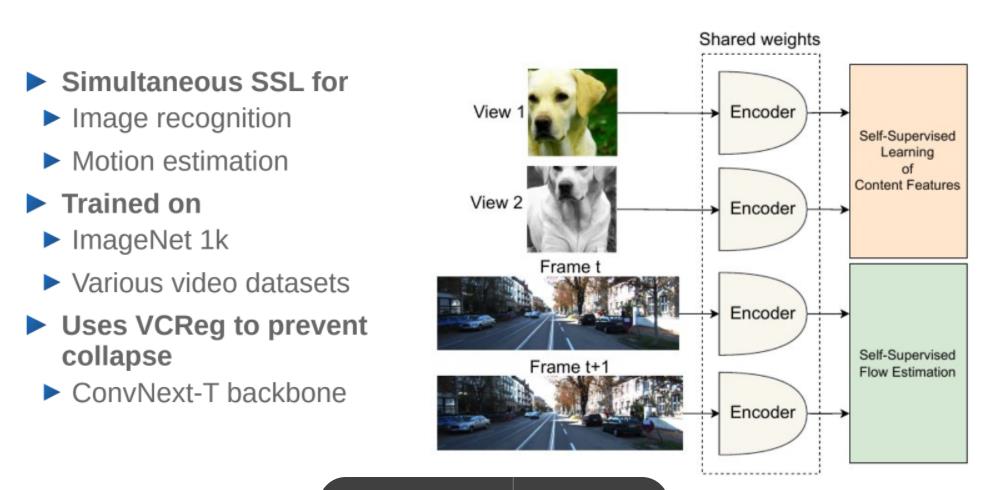 Simultaneous SSL for
Image recognition
Motion estimation
Trained on
ImageNet 1k
Various video datasets
Uses VCReg to prevent
collapse
ConvNext-T backbone
Shared weights
View 1
Encoder
View 2
Encoder
Self-Supervised
Learning
of
Content Features
Frame t
Encoder
Frame t+1
Encoder
Self-Supervised
Flow Estimation